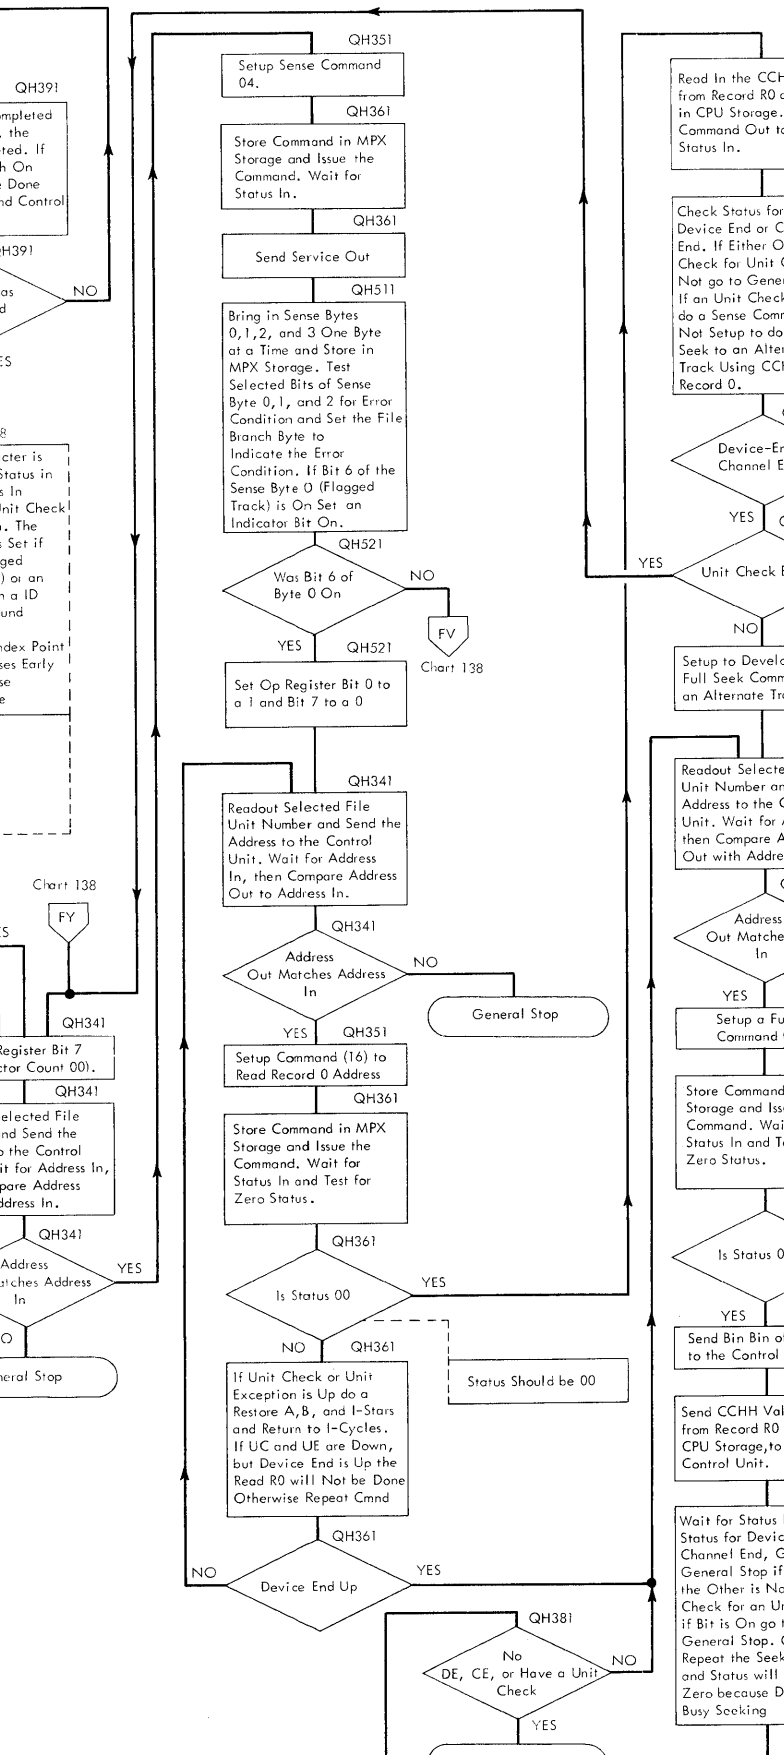 QH391
ompleted
, the
ted. If
h On
Done
nd Control
QH391
as
d
NO
ES
8
cter is
Status in
s In
Unit Check
. The
s Set if
ged
) or an
n a ID
und
ndex Point
ses Early
se
e
Chart 138
FY
ES
QH341
Register Bit 7
ctor Count 00).
QH341
elected File
nd Send the
o the Control
it for Address In,
pare Address
ddress In.
QH341
Address
atches Address
In
YES
O
neral Stop
QH351
Setup Sense Command
04.
QH361
Store Command in MPX
Storage and Issue the
Command. Wait for
Status In.
QH361
Send Service Out
QH511
Bring in Sense Bytes
0,1,2, and 3 One Byte
at a Time and Store in
MPX Storage. Test
Selected Bits of Sense
Byte 0,1, and 2 for Error
Condition and Set the File
Branch Byte to
Indicate the Error
Condition. If Bit 6 of the
Sense Byte 0 (Flagged
Track) is On Set an
Indicator Bit On.
QH521
Was Bit 6 of
Byte 0 On
NO
FV
Chart 138
YES
QH521
Set Op Register Bit 0 to
a 1 and Bit 7 to a 0
QH341
Readout Selected File
Unit Number and Send the
Address to the Control
Unit. Wait for Address
In, then Compare Address
Out to Address In.
QH341
Address
Out Matches Address
In
NO
General Stop
YES
QH351
Setup Command (16) to
Read Record 0 Address
QH361
Store Command in MPX
Storage and Issue the
Command. Wait for
Status In and Test for
Zero Status.
QH361
Is Status 00
YES
NO
QH361
Status Should be 00
If Unit Check or Unit
Exception is Up do a
Restore A,B, and I-Stars
and Return to I-Cycles.
If UC and UE are Down,
but Device End is Up the
Read R0 will Not be Done
Otherwise Repeat Cmnd
QH361
Device End Up
NO
YES
QH381
No
DE, CE, or Have a Unit
Check
NO
YES
Read In the CCH
from Record R0
in CPU Storage.
Command Out to
Status In.
Check Status for
Device End or C
End. If Either O
Check for Unit C
Not go to Gener
If an Unit Check
do a Sense Comm
Not Setup to do
Seek to an Alter
Track Using CCH
Record 0.
Device-En
Channel E
YES
Unit Check B
YES
NO
Setup to Develo
Full Seek Comm
an Alternate Tra
Readout Selecte
Unit Number an
Address to the C
Unit. Wait for A
then Compare A
Out with Addre
Address
Out Matche
In
YES
Setup a Fu
Command
Store Command
Storage and Iss
Command. Wai
Status In and Te
Zero Status.
Is Status 0
YES
Send Bin Bin of
to the Control
Send CCHH Val
from Record R0
CPU Storage,to
Control Unit.
Wait for Status
Status for Devic
Channel End, G
General Stop if
the Other is No
Check for an Un
if Bit is On go t
General Stop.
Repeat the Seek
and Status will
Zero because D
Busy Seeking